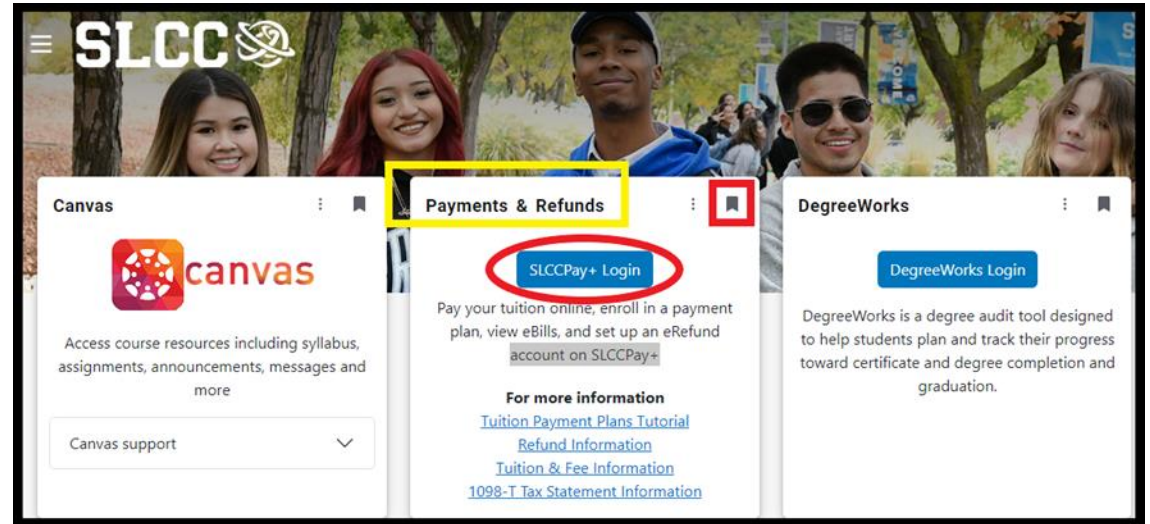 SLCC
Canvas
canvas
Access course resources including syllabus,
assignments, announcements, messages and
more
Canvas support
Payments & Refunds
SLCCPay+ Login
Pay your tuition online, enroll in a payment
plan, view eBills, and set up an eRefund
account on SLCCPay+
For more information
Tuition Payment Plans Tutorial
Refund Information
Tuition & Fee Information
1098-T Tax Statement Information
DegreeWorks
DegreeWorks Login
DegreeWorks is a degree audit tool designed
to help students plan and track their progress
toward certificate and degree completion and
graduation.